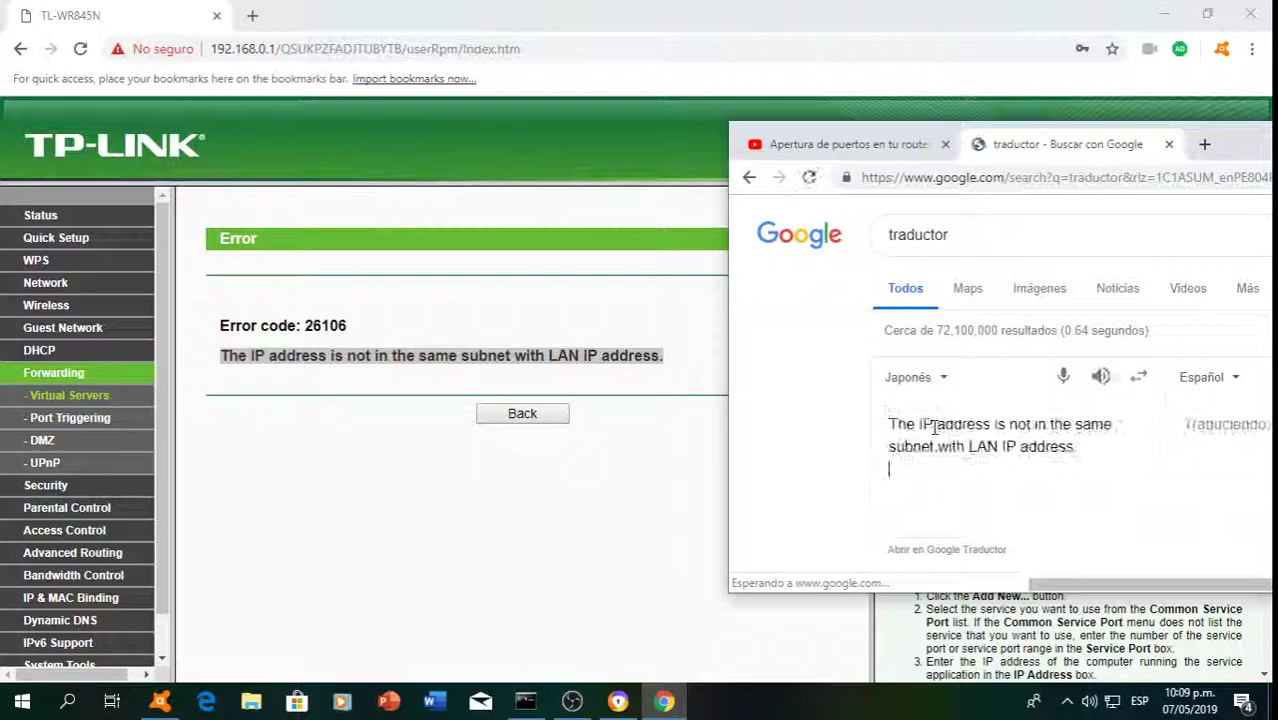 TL-WR845N
No seguro
192.168.0.1/QSUKPZFADJTUBYTB/userRpm/Index.htm
AD
For quick access, place your bookmarks here on the bookmarks bar. Import bookmarks now...
TP-LINK
Status
Quick Setup
WPS
Network
Wireless
Guest Network
DHCP
Forwarding
- Virtual Servers
- Port Triggering
- DMZ
- UPnP
Security
Parental Control
Access Control
Advanced Routing
Bandwidth Control
IP & MAC Binding
Dynamic DNS
IPv6 Support
System Tools
Error
Error code: 26106
The IP address is not in the same subnet with LAN IP address.
Back
Apertura de puertos en tu route
traductor - Buscar con Google
https://www.google.com/search?q=traductor&rlz=1C1ASUM_enPE804
Google
traductor
Todos
Maps
Imágenes
Noticias
Videos
Más
Cerca de 72,100,000 resultados (0.64 segundos)
Japonés
Español
The IP address is not in the same
subnet with LAN IP address.
Traduciendo
Abrir en Google Traductor
Esperando a www.google.com...
1. Click the Add New... button.
2. Select the service you want to use from the Common Service
Port list. If the Common Service Port menu does not list the
service that you want to use, enter the number of the service
port or service port range in the Service Port box.
3. Enter the IP address of the computer running the service
application in the IP Address box.
ESP
10:09 p.m.
07/05/2019
4